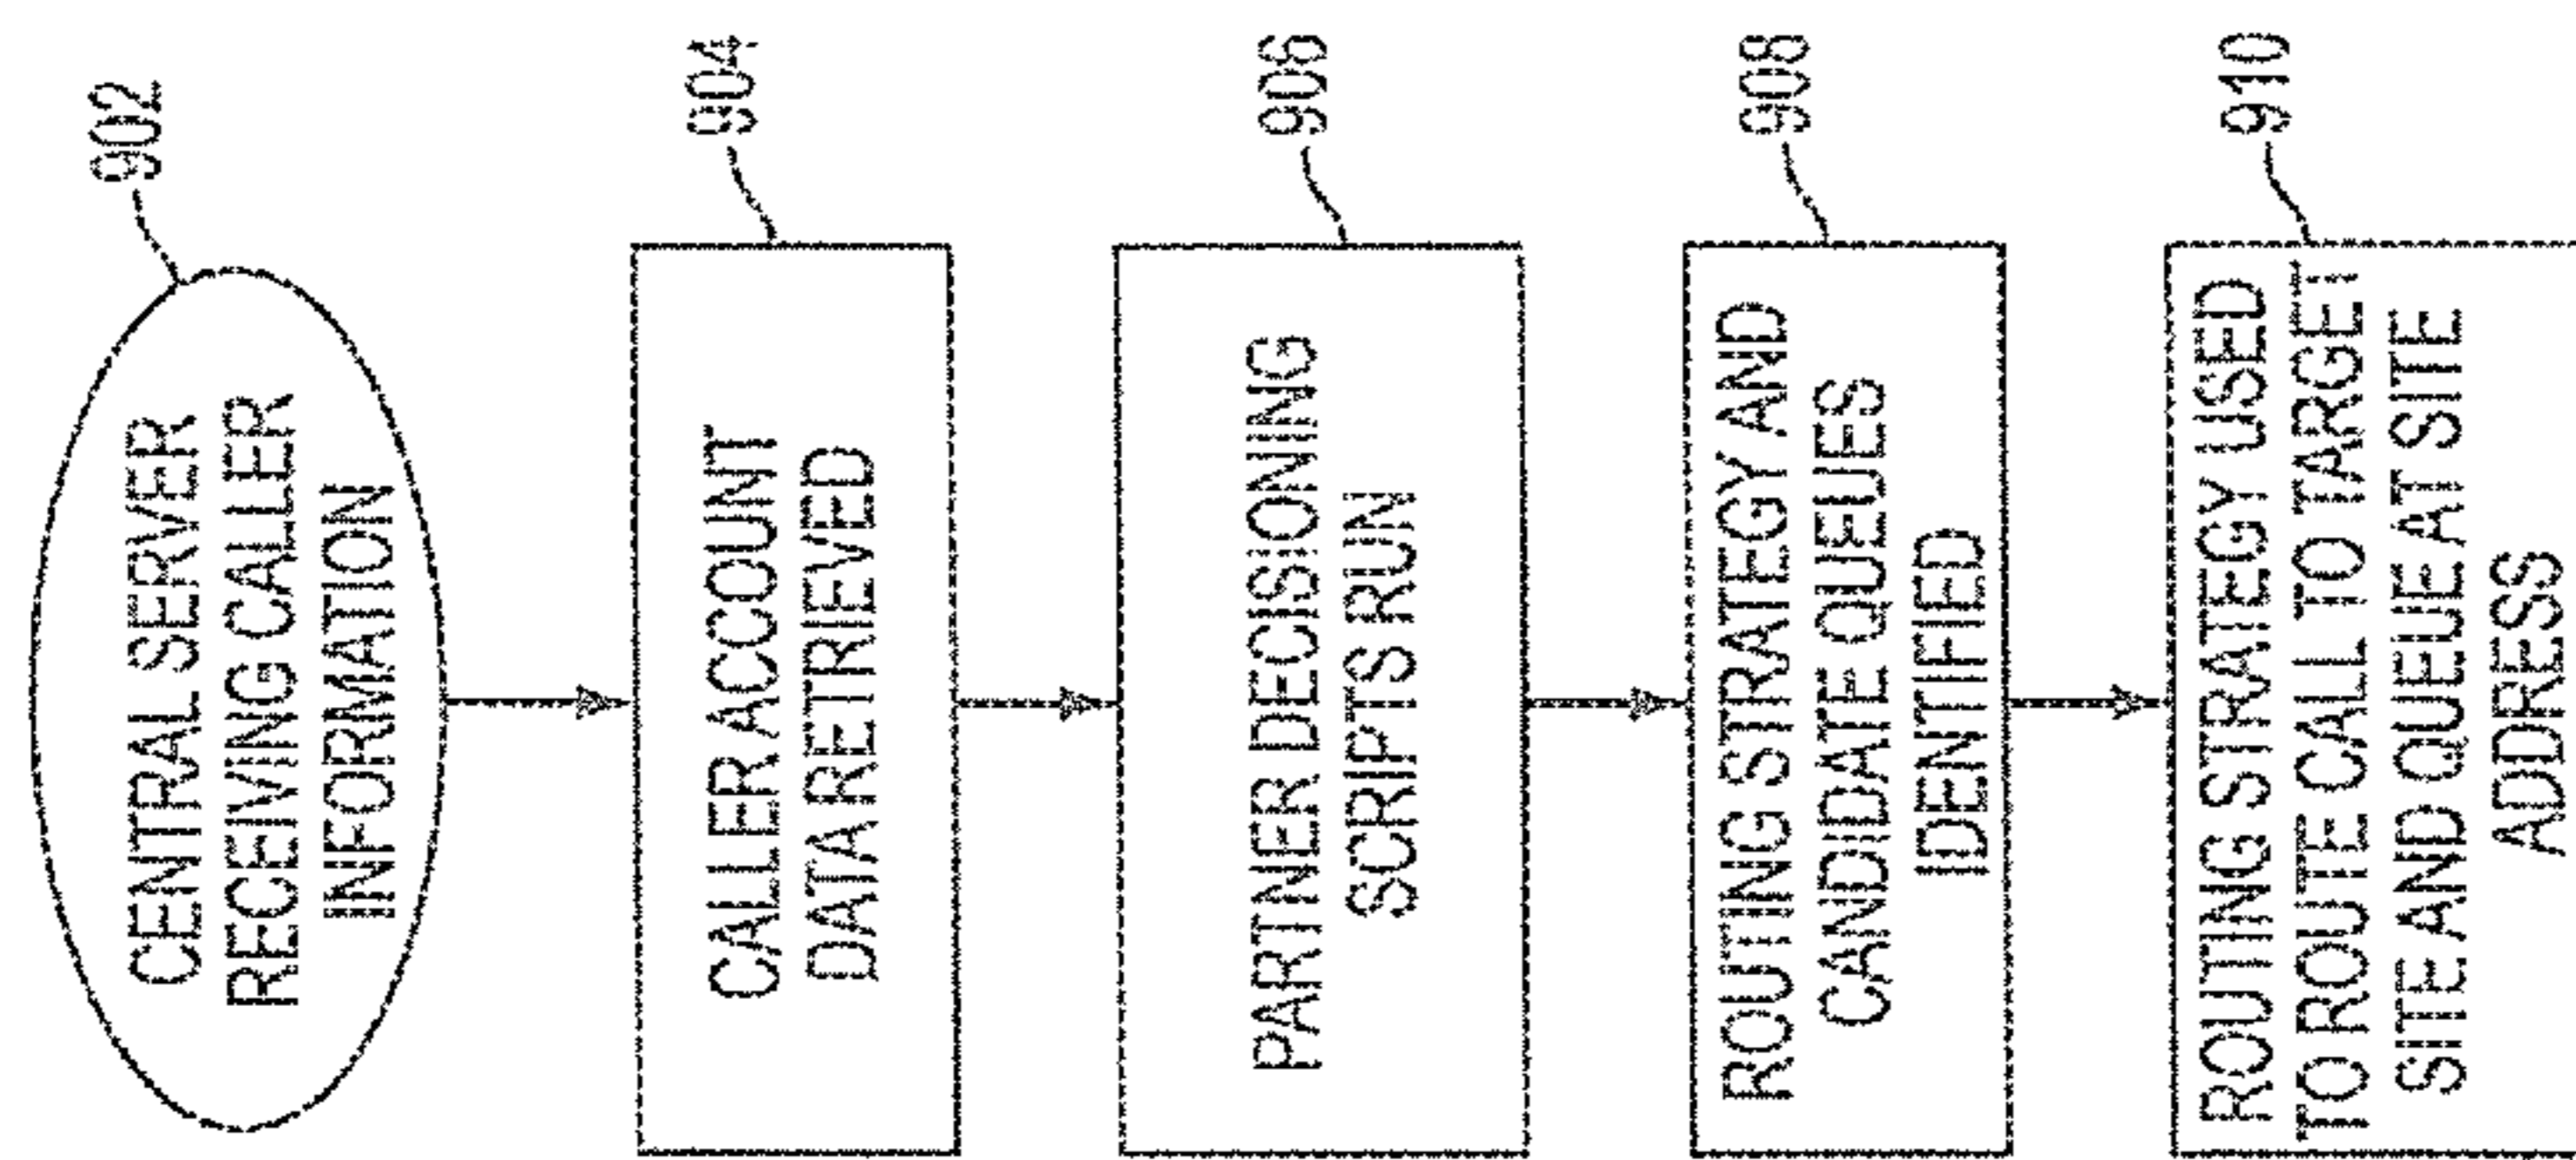 902
CENTRAL SERVER
RECEIVING CALLER
INFORMATION
904
CALLER ACCOUNT
DATA RETRIEVED
906
PARTNER DECISIONING
SCRIPTS RUN
908
ROUTING STRATEGY AND
CANDIDATE QUEUES
IDENTIFIED
910
ROUTING STRATEGY USED
TO ROUTE CALL TO TARGET
SITE AND QUEUE AT SITE
ADDRESS